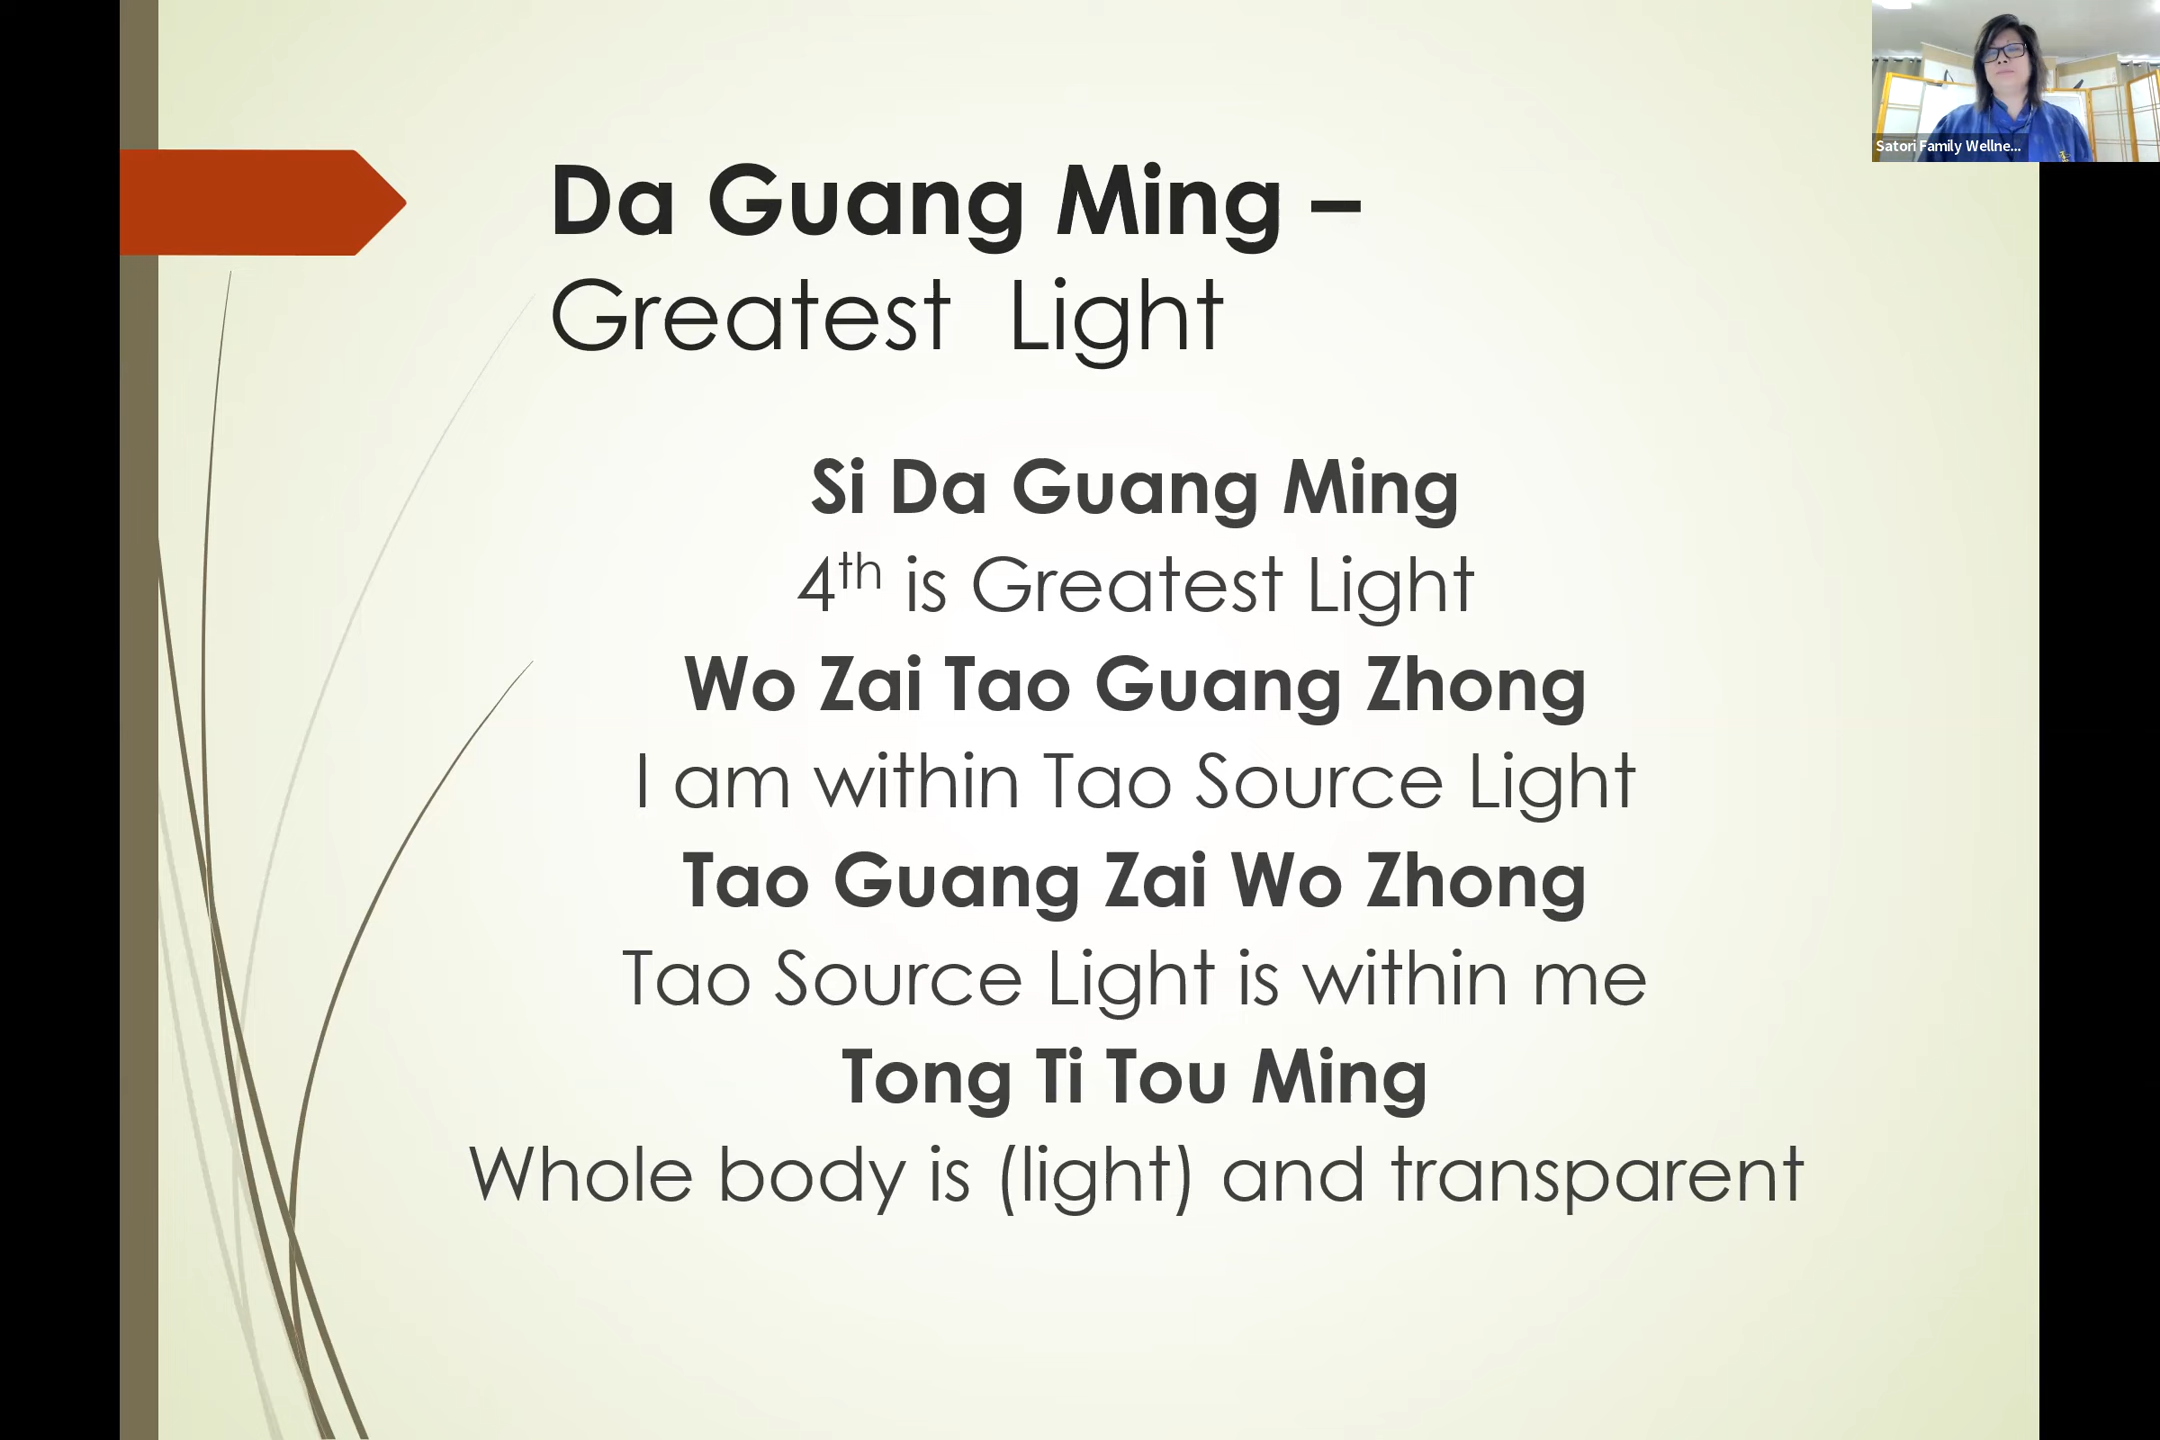 Satori Family Wellne...
Da Guang Ming –
Greatest Light
Si Da Guang Ming
4th is Greatest Light
Wo Zai Tao Guang Zhong
I am within Tao Source Light
Tao Guang Zai Wo Zhong
Tao Source Light is within me
Tong Ti Tou Ming
Whole body is (light) and transparent